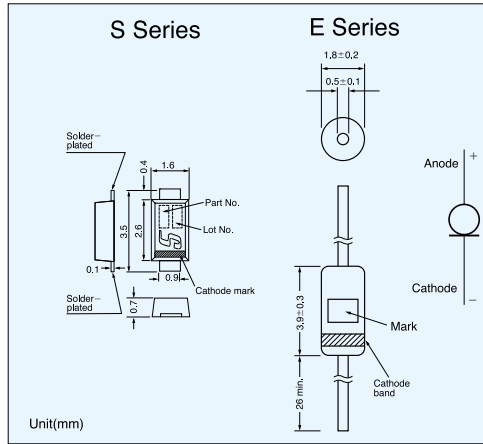 S Series
E Series
1.8±0.2
0.5±0.1
Solder-
plated
0.4
1.6
Part No.
Lot No.
3.5
2.6
0.1
0.9
Cathode mark
Solder-
plated
0.7
Anode
+
Cathode
−
3.9±0.3
Mark
Cathode
band
26 min.
Unit(mm)